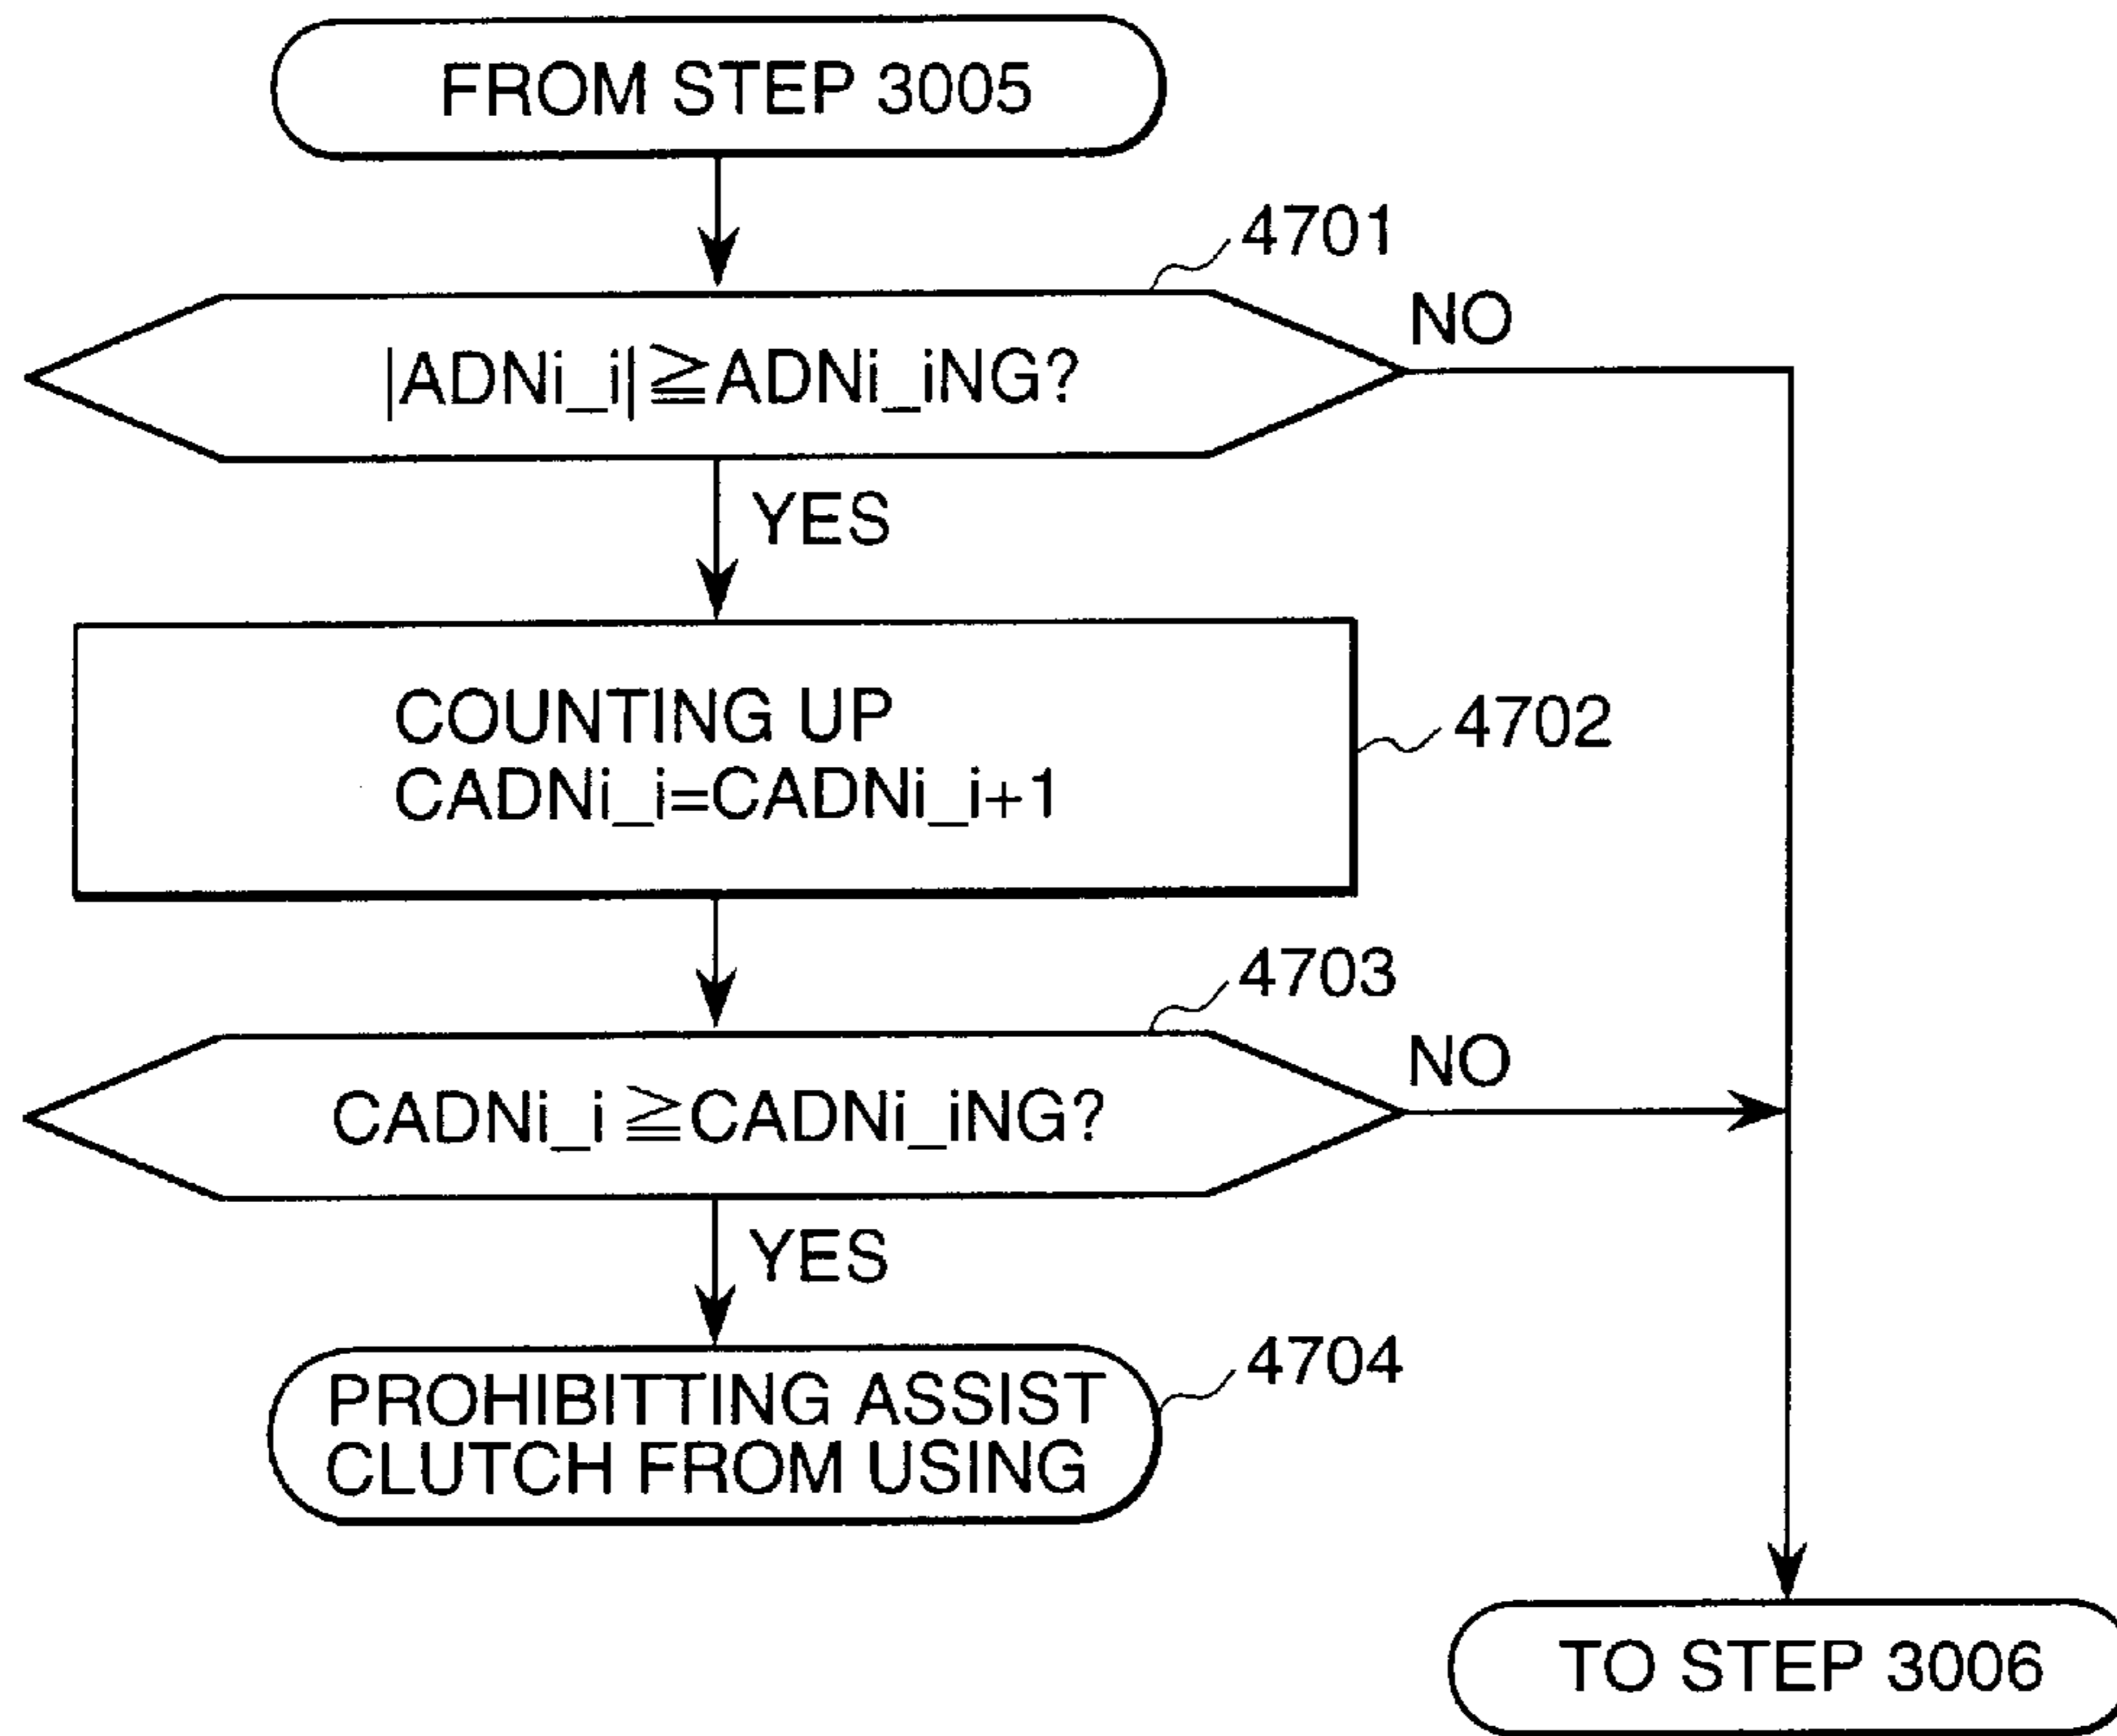 FROM STEP 3005
4701
NO
|ADNi_i|≧ADNi_iNG?
YES
COUNTING UP
4702
CADNi_i=CADNi_i+1
4703
NO
CADNi_i ≧CADNi_iNG?
YES
4704
PROHIBITTING ASSIST
CLUTCH FROM USING
TO STEP 3006